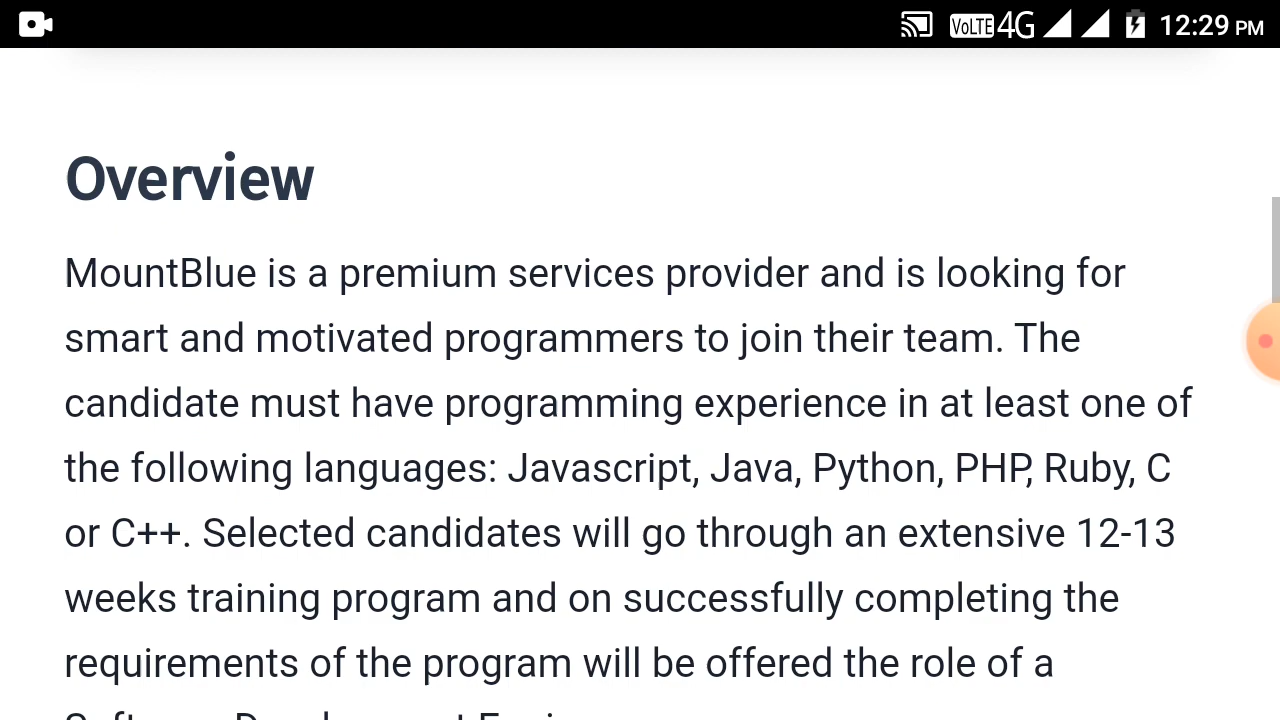 VoLTE 4G 12:29 PM
Overview
MountBlue is a premium services provider and is looking for
smart and motivated programmers to join their team. The
candidate must have programming experience in at least one of
the following languages: Javascript, Java, Python, PHP, Ruby, C
or C++. Selected candidates will go through an extensive 12-13
weeks training program and on successfully completing the
requirements of the program will be offered the role of a